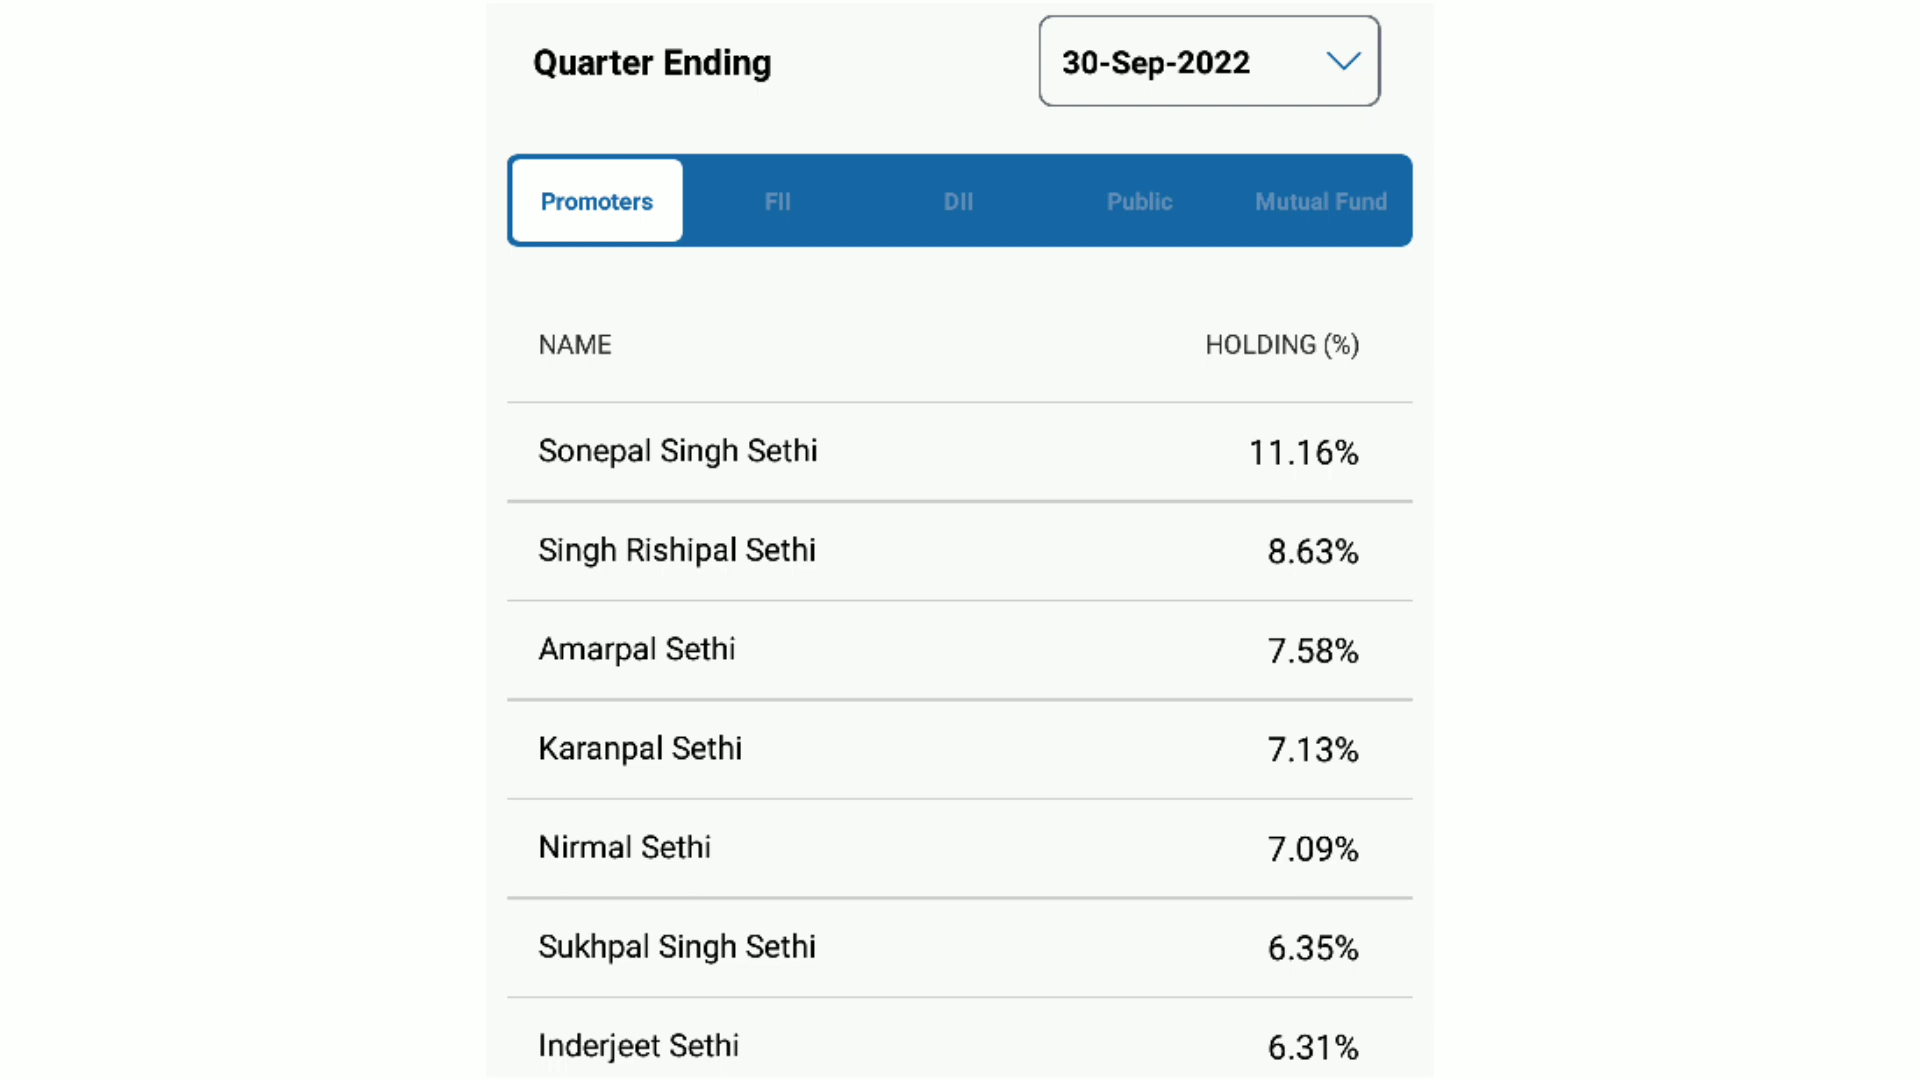 Quarter Ending 30-Sep-2022
Promoters FII DII Public Mutual Fund
NAME HOLDING (%)
Sonepal Singh Sethi 11.16%
Singh Rishipal Sethi 8.63%
Amarpal Sethi 7.58%
Karanpal Sethi 7.13%
Nirmal Sethi 7.09%
Sukhpal Singh Sethi 6.35%
Inderjeet Sethi 6.31%